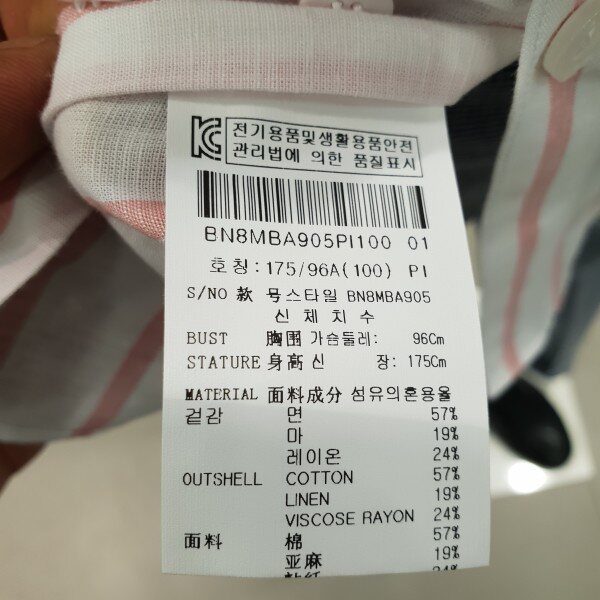 KC 전기용품및생활용품안전
관리법에 의한 품질표시
BN8MBA905PI100 01
호칭:175/96A(100) PI
S/NO 款 号스타일 BN8MBA905
신체치수
BUST 胸围 가슴둘레: 96Cm
STATURE 身高 신 장: 175Cm
MATERIAL 面料成分 섬유의혼용율
겉감 면 57%
마 19%
레이온 24%
OUTSHELL COTTON 57%
LINEN 19%
VISCOSE RAYON 24%
面料 棉 57%
亚麻 19%